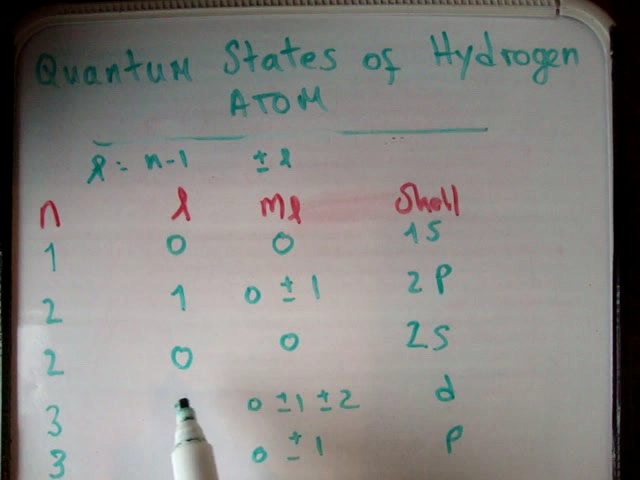 Quantum States of Hydrogen
ATOM
l = n-1 ± l
n l ml Shell
1 0 0 1S
2 1 0 ± 1 2P
2 0 0 2S
3 0 ±1 ±2 d
3 0 ±1 P